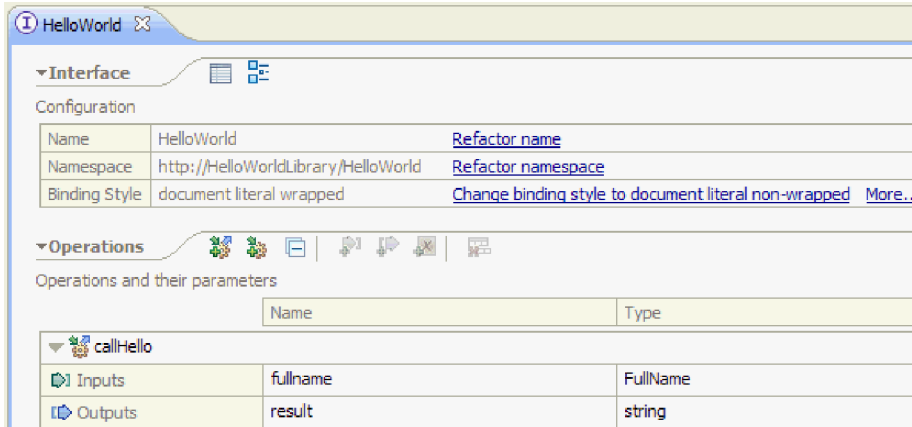 HelloWorld
Interface
Configuration
Name HelloWorld Refactor name
Namespace http://HelloWorldLibrary/HelloWorld Refactor namespace
Binding Style document literal wrapped Change binding style to document literal non-wrapped More..
Operations
Operations and their parameters
Name Type
callHello
Inputs fullname FullName
Outputs result string